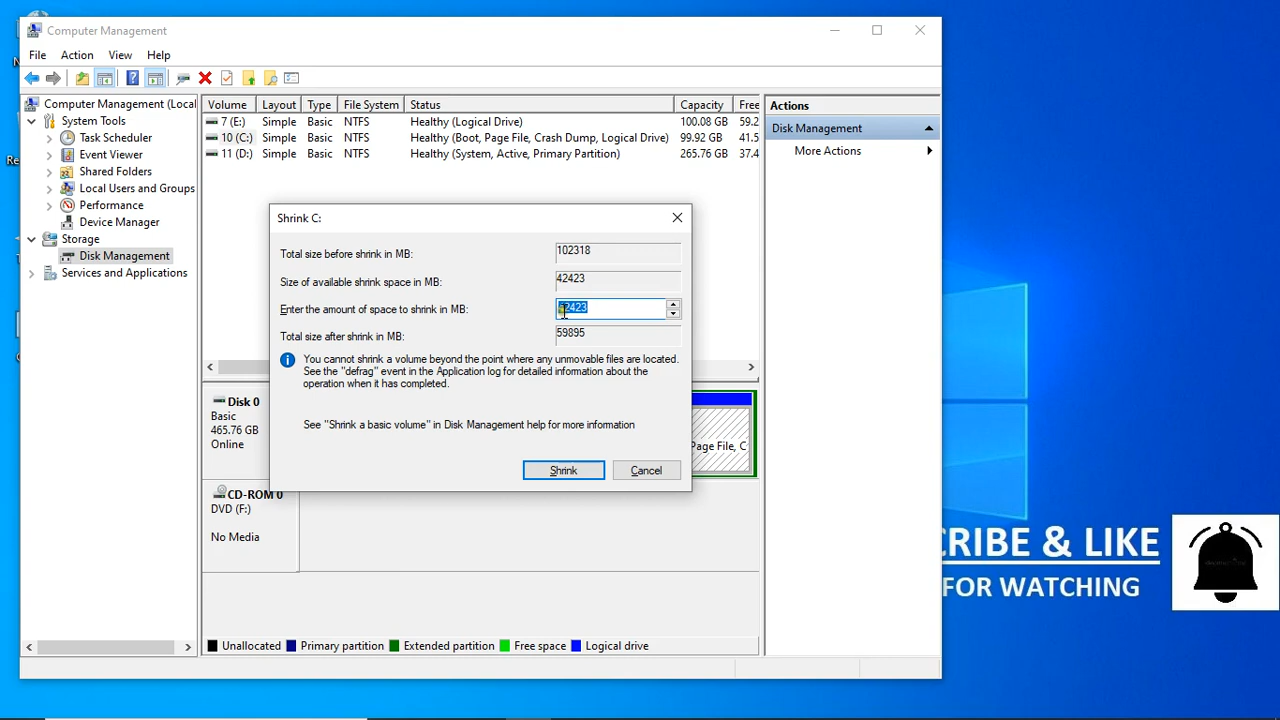 Computer Management
File Action View Help
Computer Management (Local
System Tools
Task Scheduler
Event Viewer
Shared Folders
Local Users and Groups
Performance
Device Manager
Storage
Disk Management
Services and Applications
Volume Layout Type File System Status Capacity Free
7 (E:) Simple Basic NTFS Healthy (Logical Drive) 100.08 GB 59.2
10 (C:) Simple Basic NTFS Healthy (Boot, Page File, Crash Dump, Logical Drive) 99.92 GB 41.5
11 (D:) Simple Basic NTFS Healthy (System, Active, Primary Partition) 265.76 GB 37.4
Actions
Disk Management
More Actions
Shrink C:
Total size before shrink in MB: 102318
Size of available shrink space in MB: 42423
Enter the amount of space to shrink in MB: 42423
Total size after shrink in MB: 59895
You cannot shrink a volume beyond the point where any unmovable files are located.
See the "defrag" event in the Application log for detailed information about the
operation when it has completed.
See "Shrink a basic volume" in Disk Management help for more information
Shrink Cancel
Disk 0
Basic
465.76 GB
Online
Page File, C
CD-ROM 0
DVD (F:)
No Media
Unallocated Primary partition Extended partition Free space Logical drive
CRIBE & LIKE
FOR WATCHING